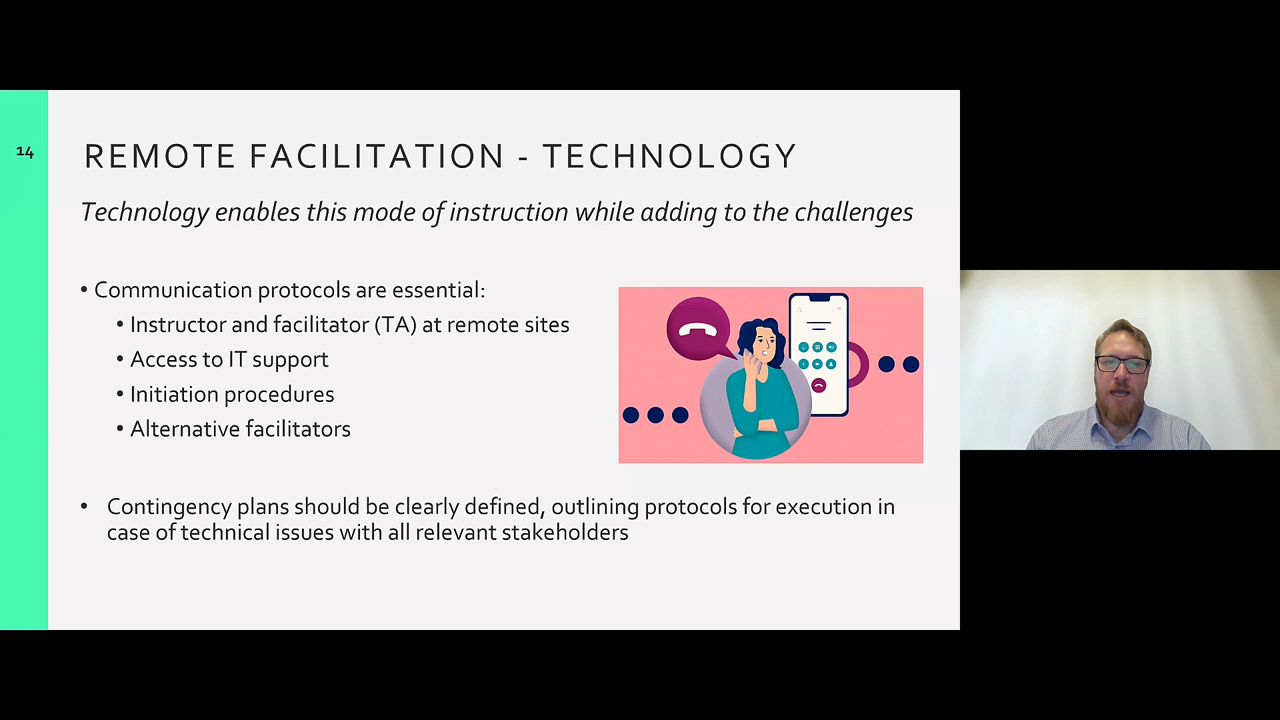 14
REMOTE FACILITATION - TECHNOLOGY
Technology enables this mode of instruction while adding to the challenges
• Communication protocols are essential:
• Instructor and facilitator (TA) at remote sites
• Access to IT support
• Initiation procedures
• Alternative facilitators
• Contingency plans should be clearly defined, outlining protocols for execution in
case of technical issues with all relevant stakeholders